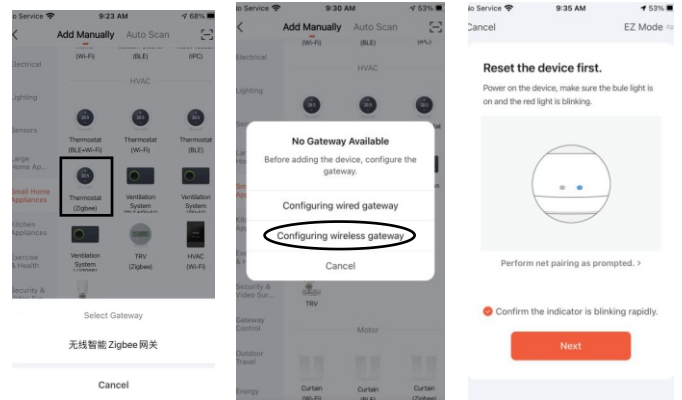 o Service 9:23 AM 68%
Add Manually Auto Scan
(Wi-Fi) (BLE) (IPC)
Electrical
HVAC
Lighting
Sensors
Thermostat Thermostat Thermostat
(BLE+Wi-Fi) (Wi-Fi) (BLE)
Large
Home Ap...
Small Home
Appliances
Thermostat Ventilation Ventilation
(Zigbee) System System
Kitchen
Appliances
Exercise
& Health
Ventilation TRV HVAC
System (Zigbee) (Wi-Fi)
Security &
Select Gateway
无线智能 Zigbee 网关
Cancel
o Service 9:30 AM 53%
Add Manually Auto Scan
(Wi-Fi) (BLE) (IPC)
Electrical
HVAC
Lighting
No Gateway Available
Before adding the device, configure the
gateway.
Configuring wired gateway
Configuring wireless gateway
Cancel
Security &
Video Sur...
TRV
Gateway
Control
Motor
Outdoor
Travel
Energy
Curtain Curtain Curtain
(Wi-Fi) (BLE) (Zigbee)
No Service 9:35 AM 53%
Cancel EZ Mode
Reset the device first.
Power on the device, make sure the bule light is
on and the red light is blinking.
Perform net pairing as prompted. >
Confirm the indicator is blinking rapidly.
Next